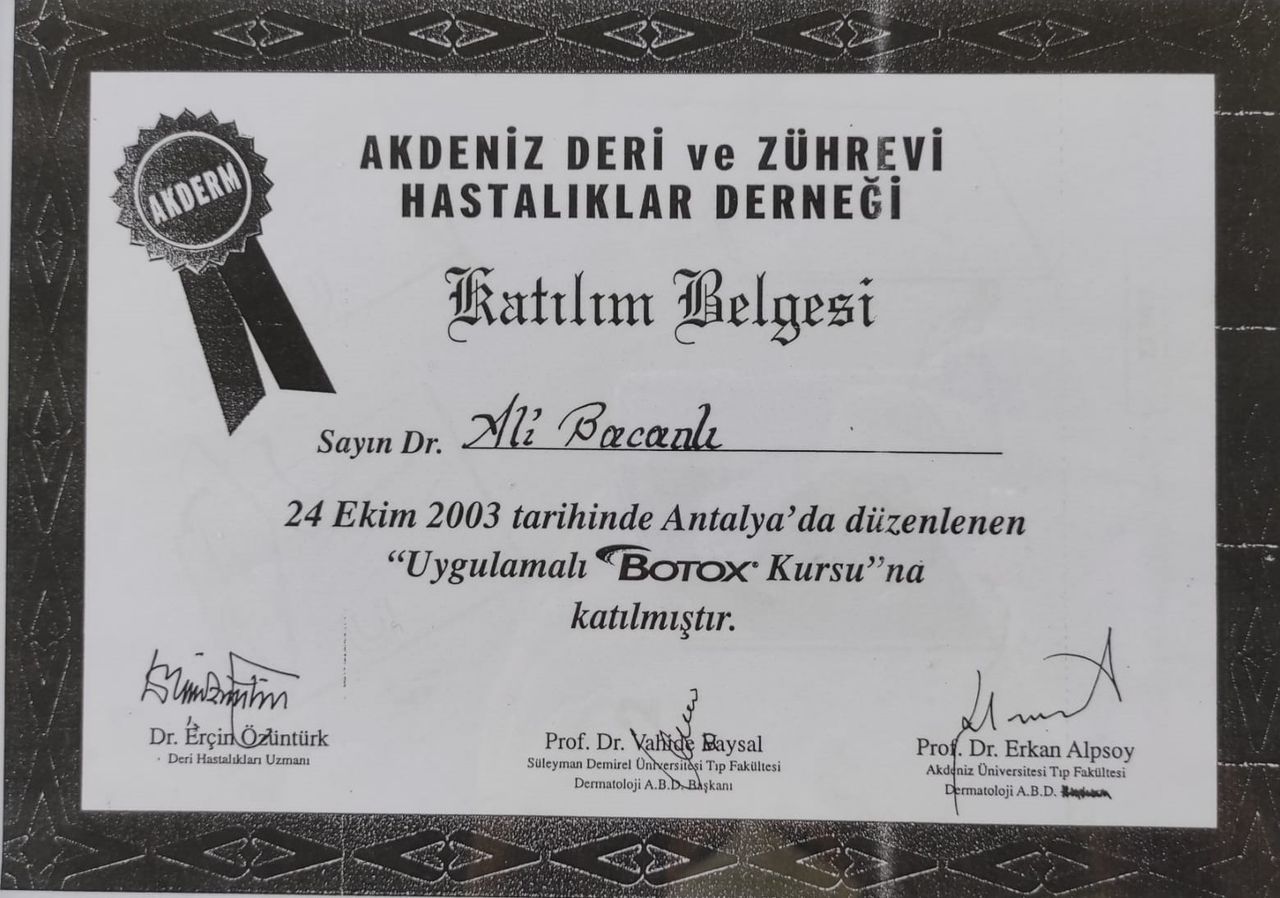 AKDERM
AKDENİZ DERİ ve ZÜHREVİ
HASTALIKLAR DERNEĞİ
Katılım Belgesi
Sayın Dr. Ali Bacanlı
24 Ekim 2003 tarihinde Antalya'da düzenlenen
“Uygulamalı BOTOX® Kursu”na
katılmıştır.
Dr. Erçin Özüntürk
Deri Hastalıkları Uzmanı
Prof. Dr. Vahide Baysal
Süleyman Demirel Üniversitesi Tıp Fakültesi
Dermatoloji A.B.D. Başkanı
Prof. Dr. Erkan Alpsoy
Akdeniz Üniversitesi Tıp Fakültesi
Dermatoloji A.B.D.